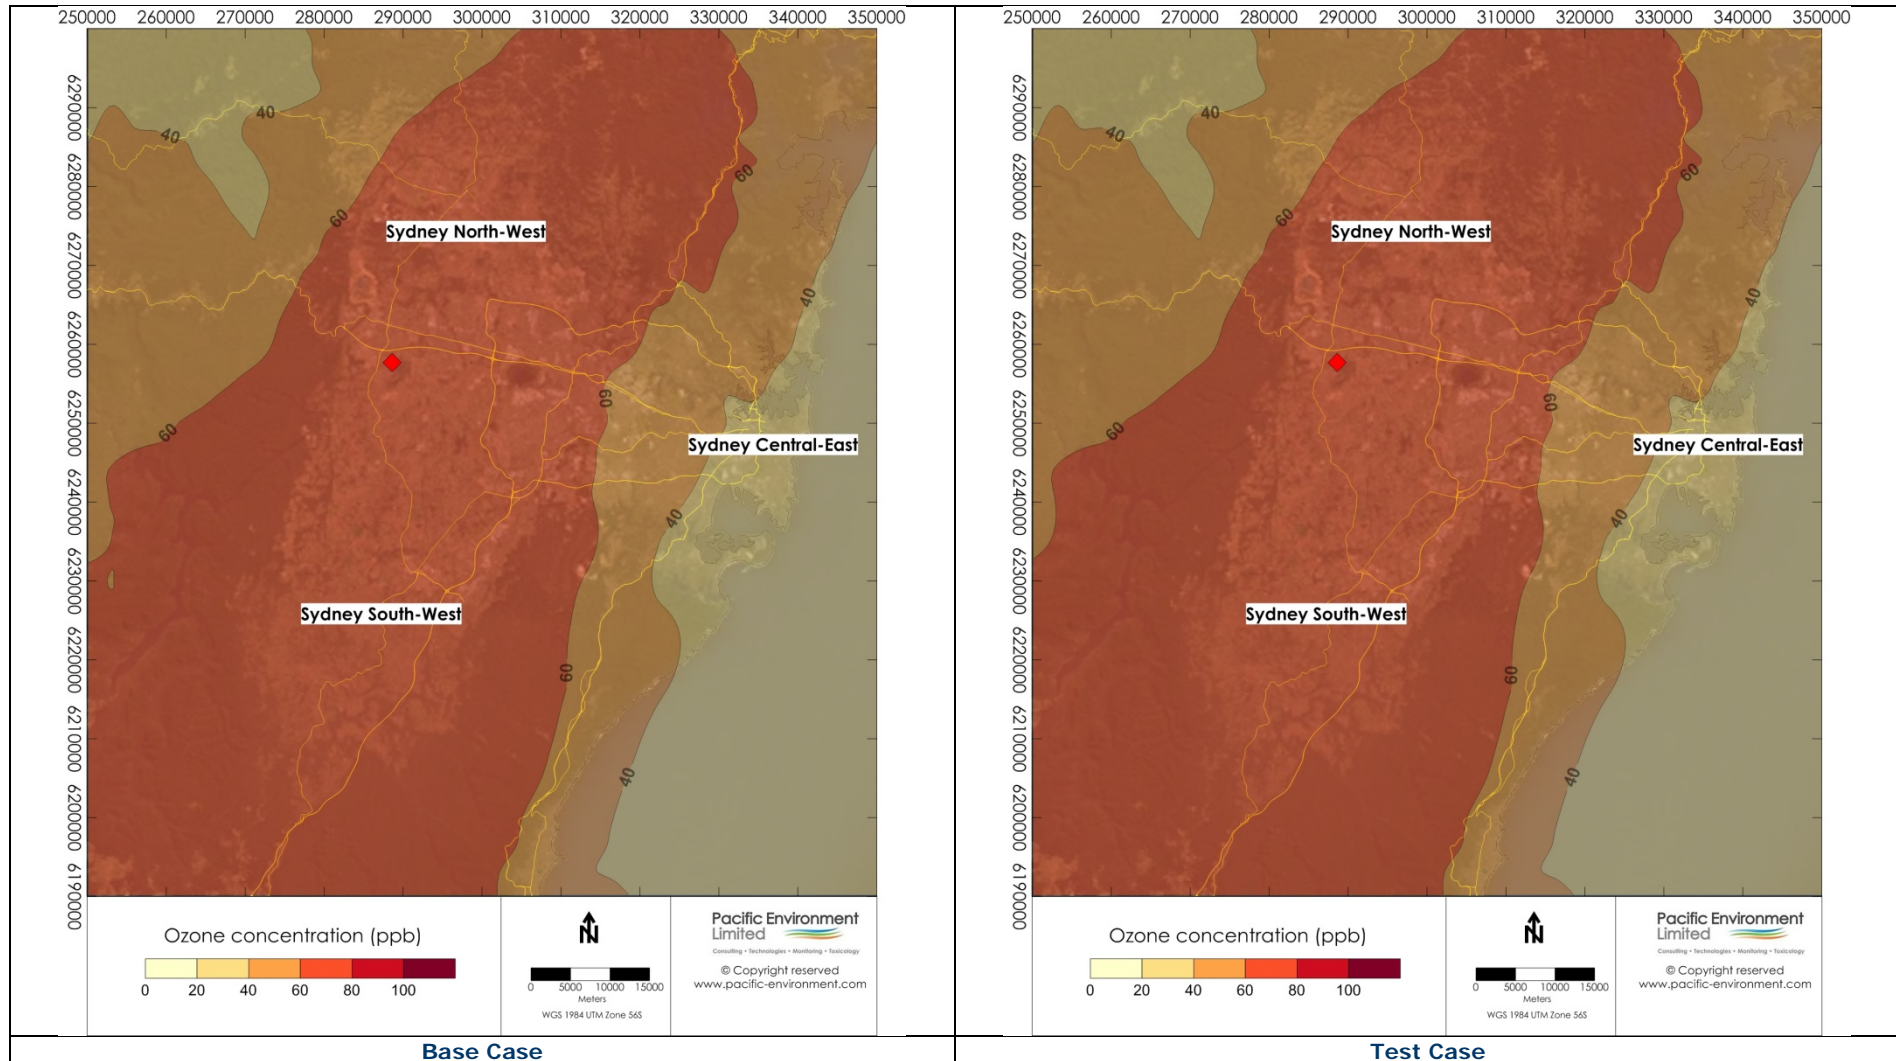 250000 260000 270000 280000 290000 300000 310000 320000 330000 340000 350000
6290000
6280000
6270000
6260000
6250000
6240000
6230000
6220000
6210000
6200000
6190000
40
40
60
60
Sydney North-West
40
60
60
Sydney Central-East
40
Sydney South-West
60
40
Ozone concentration (ppb)
0 20 40 60 80 100
N
0 5000 10000 15000
Meters
WGS 1984 UTM Zone 56S
Pacific Environment
Limited
Consulting • Technologies • Monitoring • Toxicology
© Copyright reserved
www.pacific-environment.com
Base Case
250000 260000 270000 280000 290000 300000 310000 320000 330000 340000 350000
6290000
6280000
6270000
6260000
6250000
6240000
6230000
6220000
6210000
6200000
6190000
40
40
60
60
Sydney North-West
40
60
60
Sydney Central-East
40
Sydney South-West
60
40
Ozone concentration (ppb)
0 20 40 60 80 100
N
0 5000 10000 15000
Meters
WGS 1984 UTM Zone 56S
Pacific Environment
Limited
Consulting • Technologies • Monitoring • Toxicology
© Copyright reserved
www.pacific-environment.com
Test Case